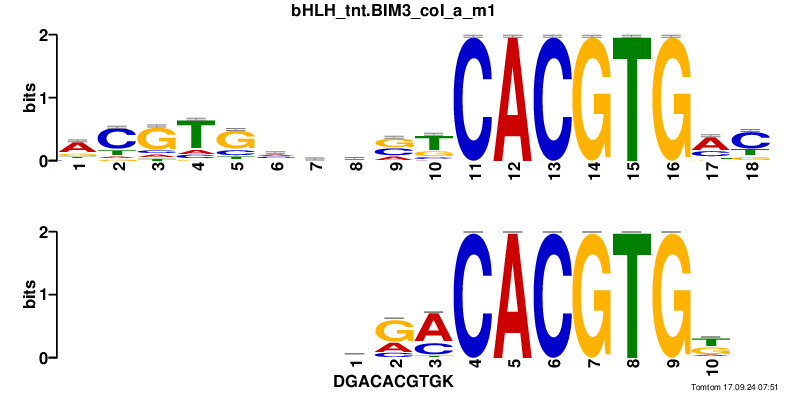 bHLH_tnt.BIM3_col_a_m1
2
bits
1
0
1 2 3 4 5 6 7 8 9 10 11 12 13 14 15 16 17 18
A C G T G G T CACGTG A C
2
bits
1
0
1 2 3 4 5 6 7 8 9 10
G A CACGTG T
DGACACGTGK
Tomtom 17.09.24 07:51